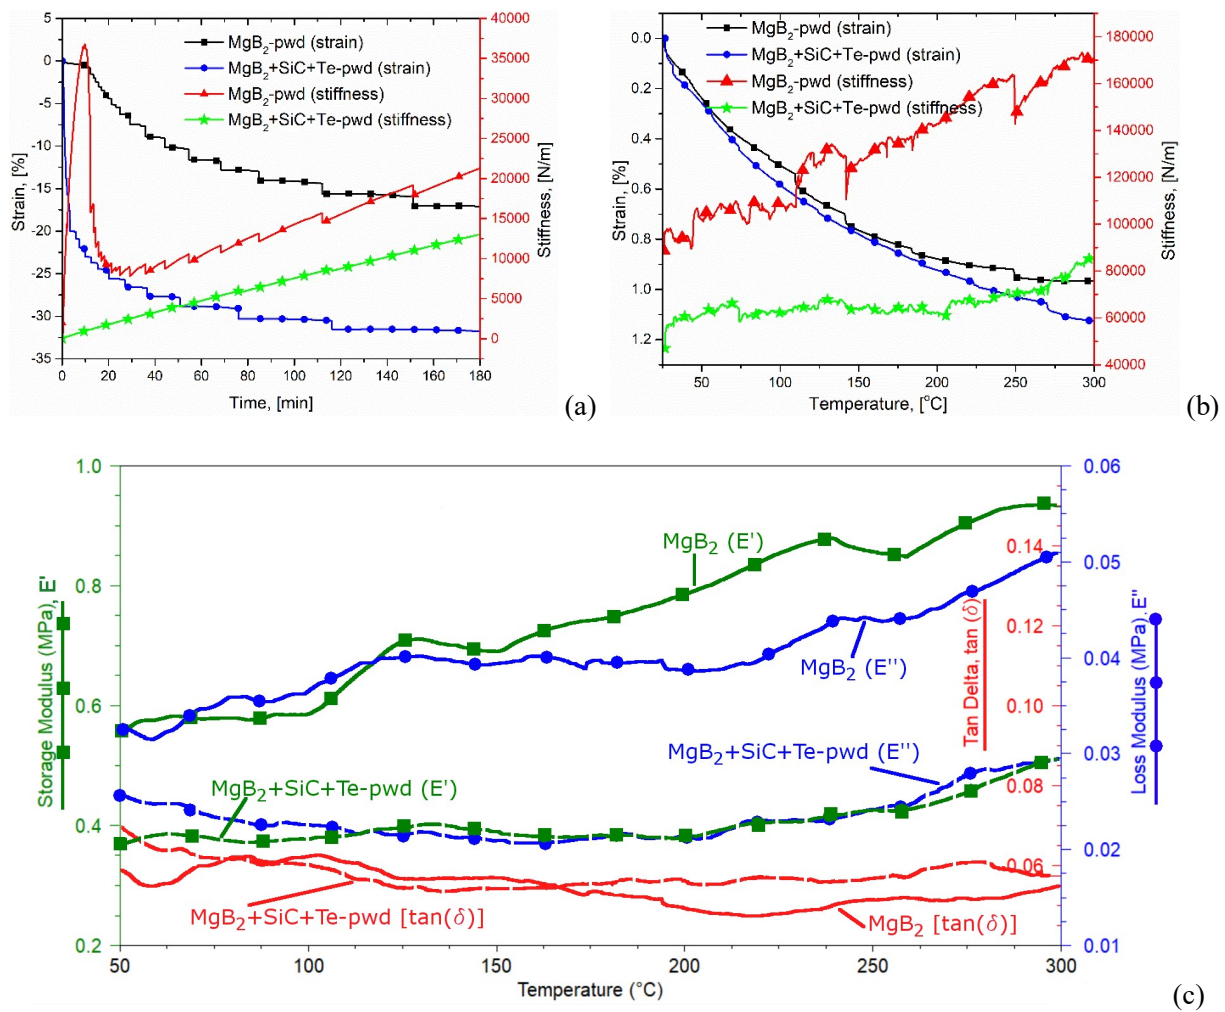 5
0
-5
-10
-15
-20
-25
-30
-35
Strain, [%]
MgB2-pwd (strain)
MgB2+SiC+Te-pwd (strain)
MgB2-pwd (stiffness)
MgB2+SiC+Te-pwd (stiffness)
40000
35000
30000
25000
20000
15000
10000
5000
0
Stiffness, [N/m]
0 20 40 60 80 100 120 140 160 180
Time, [min]
(a)
0.0
0.2
0.4
0.6
0.8
1.0
1.2
Strain, [%]
MgB2-pwd (strain)
MgB2+SiC+Te-pwd (strain)
MgB2-pwd (stiffness)
MgB2+SiC+Te-pwd (stiffness)
180000
160000
140000
120000
100000
80000
60000
40000
Stiffness, [N/m]
50 100 150 200 250 300
Temperature, [°C]
(b)
1.0
0.8
0.6
0.4
0.2
Storage Modulus (MPa), E'
MgB2 (E')
MgB2 (E'')
MgB2+SiC+Te-pwd (E'')
MgB2+SiC+Te-pwd (E')
MgB2+SiC+Te-pwd [tan(δ)]
MgB2 [tan(δ)]
0.14
0.12
0.10
0.08
0.06
Tan Delta, tan (δ)
0.06
0.05
0.04
0.03
0.02
0.01
Loss Modulus (MPa), E''
50 100 150 200 250 300
Temperature (°C)
(c)